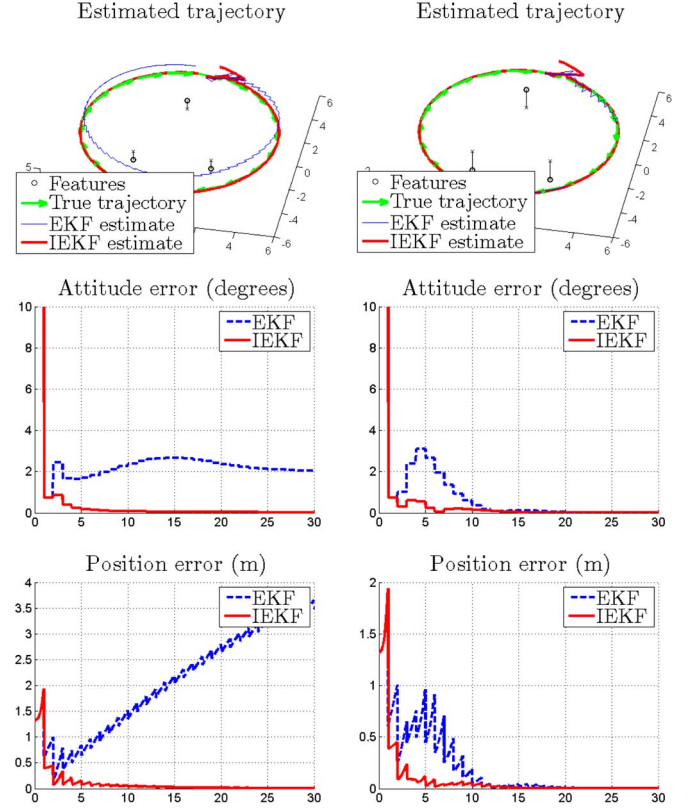 Estimated trajectory Estimated trajectory
6
4
2
0
-2
-4
-6
6
4
5
Features
True trajectory
EKF estimate
IEKF estimate
6
4
2
0
-2
-4
-6
6
4
Features
True trajectory
EKF estimate
IEKF estimate
Attitude error (degrees) Attitude error (degrees)
10
8
6
4
2
0
0 5 10 15 20 25 30
EKF
IEKF
10
8
6
4
2
0
0 5 10 15 20 25 30
EKF
IEKF
Position error (m) Position error (m)
4
3.5
3
2.5
2
1.5
1
0.5
0
0 5 10 15 20 25 30
EKF
IEKF
2
1.5
1
0.5
0
0 5 10 15 20 25 30
EKF
IEKF